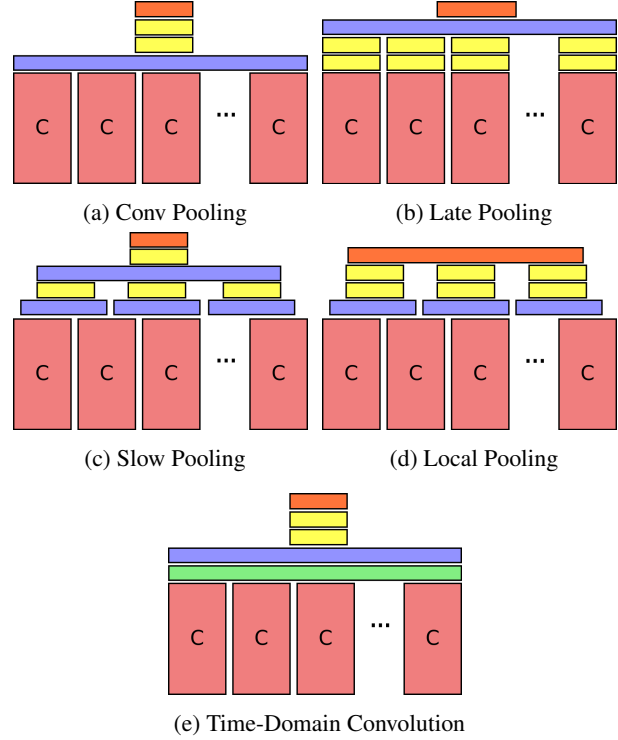 C C C ... C
C C C ... C
(a) Conv Pooling
(b) Late Pooling
C C C ... C
C C C ... C
(c) Slow Pooling
(d) Local Pooling
C C C ... C
(e) Time-Domain Convolution